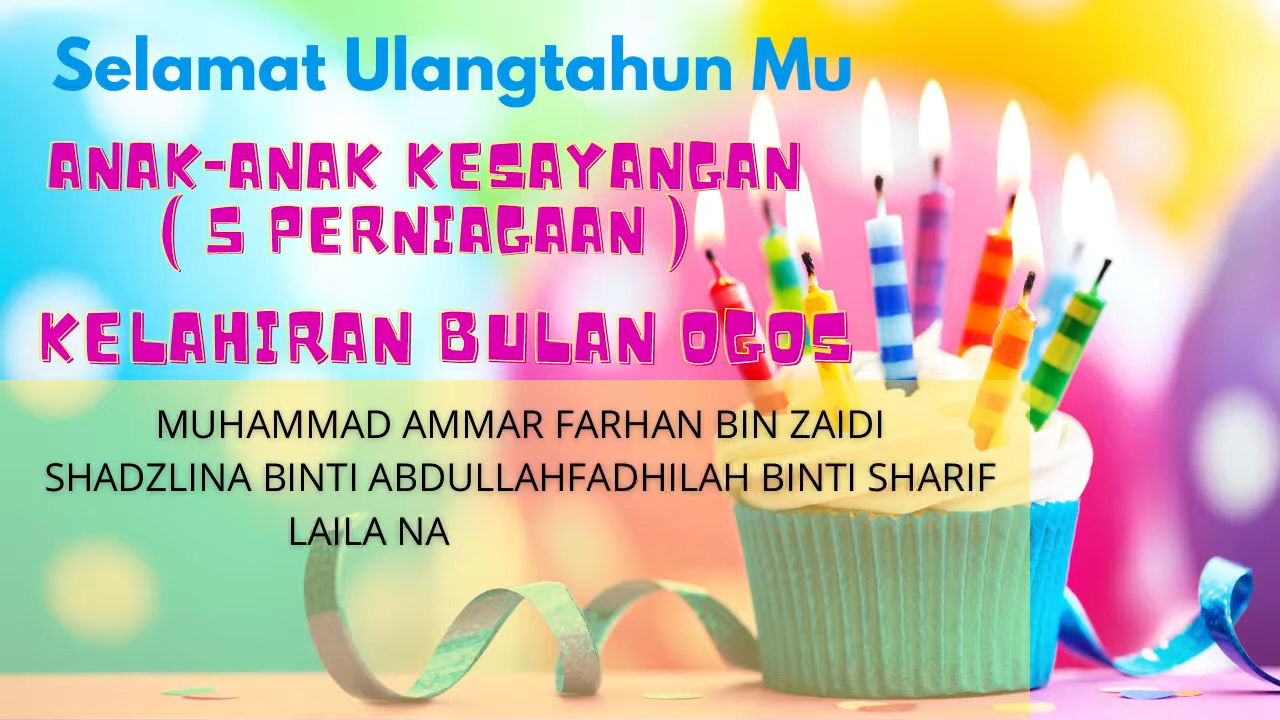 Selamat Ulangtahun Mu
ANAK-ANAK KESAYANGAN
( 5 PERNIAGAAN )
KELAHIRAN BULAN OGOS
MUHAMMAD AMMAR FARHAN BIN ZAIDI
SHADZLINA BINTI ABDULLAHFADHILAH BINTI SHARIF
LAILA NA